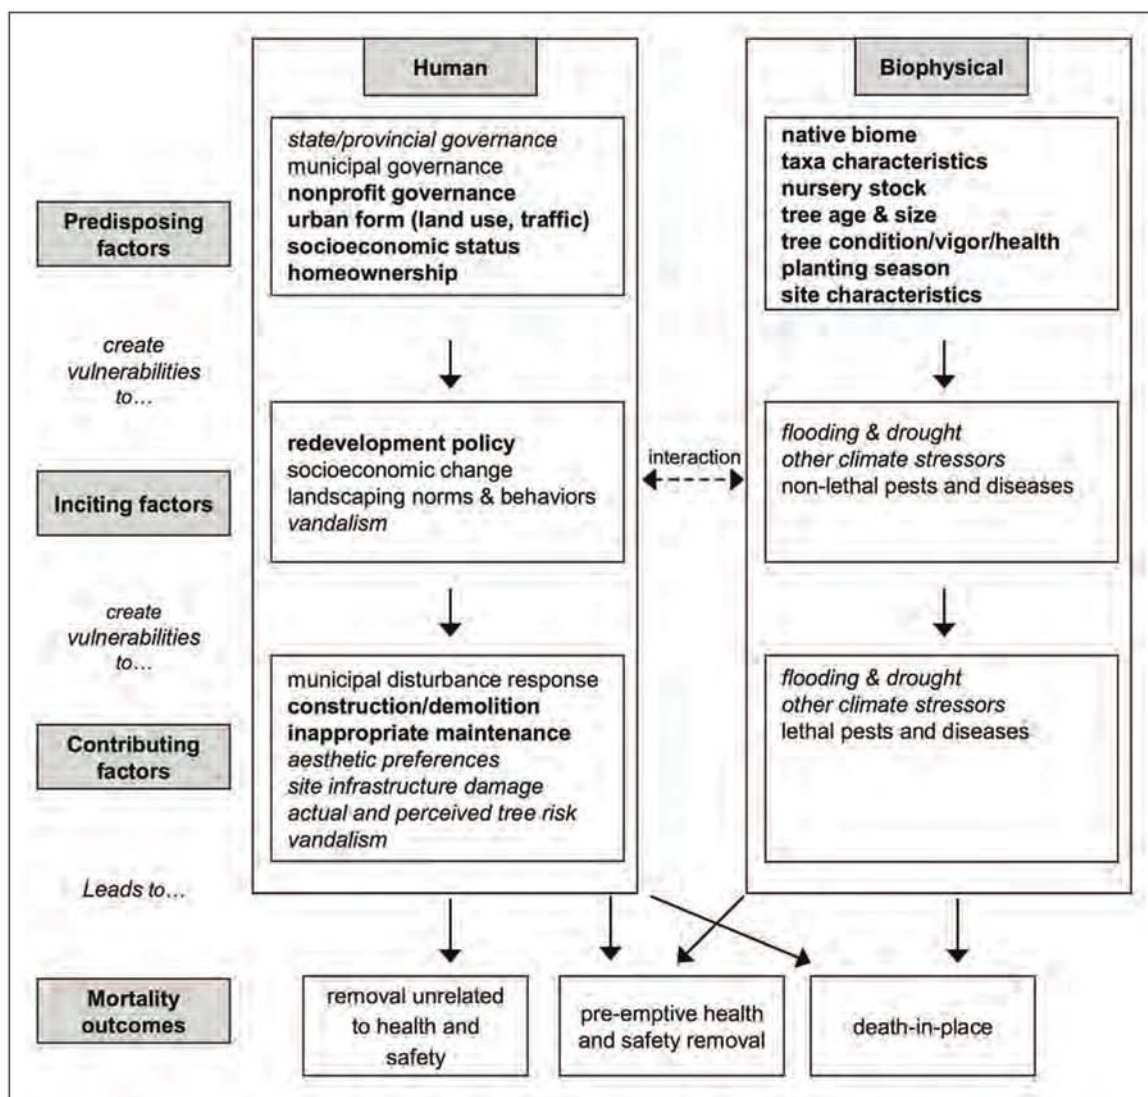 Human
Biophysical
Predisposing
factors
state/provincial governance
municipal governance
nonprofit governance
urban form (land use, traffic)
socioeconomic status
homeownership
native biome
taxa characteristics
nursery stock
tree age & size
tree condition/vigor/health
planting season
site characteristics
create
vulnerabilities
to…
Inciting factors
redevelopment policy
socioeconomic change
landscaping norms & behaviors
vandalism
interaction
flooding & drought
other climate stressors
non-lethal pests and diseases
create
vulnerabilities
to…
Contributing
factors
municipal disturbance response
construction/demolition
inappropriate maintenance
aesthetic preferences
site infrastructure damage
actual and perceived tree risk
vandalism
flooding & drought
other climate stressors
lethal pests and diseases
Leads to…
Mortality
outcomes
removal unrelated
to health and
safety
pre-emptive health
and safety removal
death-in-place